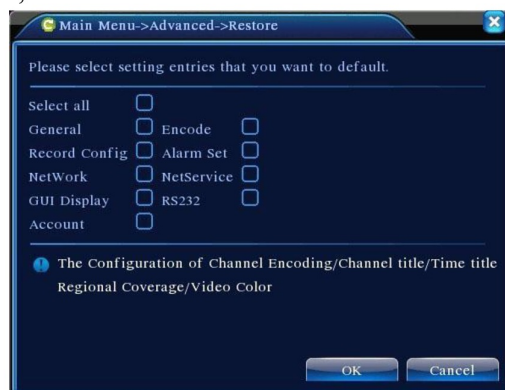 Main Menu->Advanced->Restore
Please select setting entries that you want to default.
Select all
General Encode
Record Config Alarm Set
NetWork NetService
GUI Display RS232
Account
The Configuration of Channel Encoding/Channel title/Time title
Regional Coverage/Video Color
OK Cancel